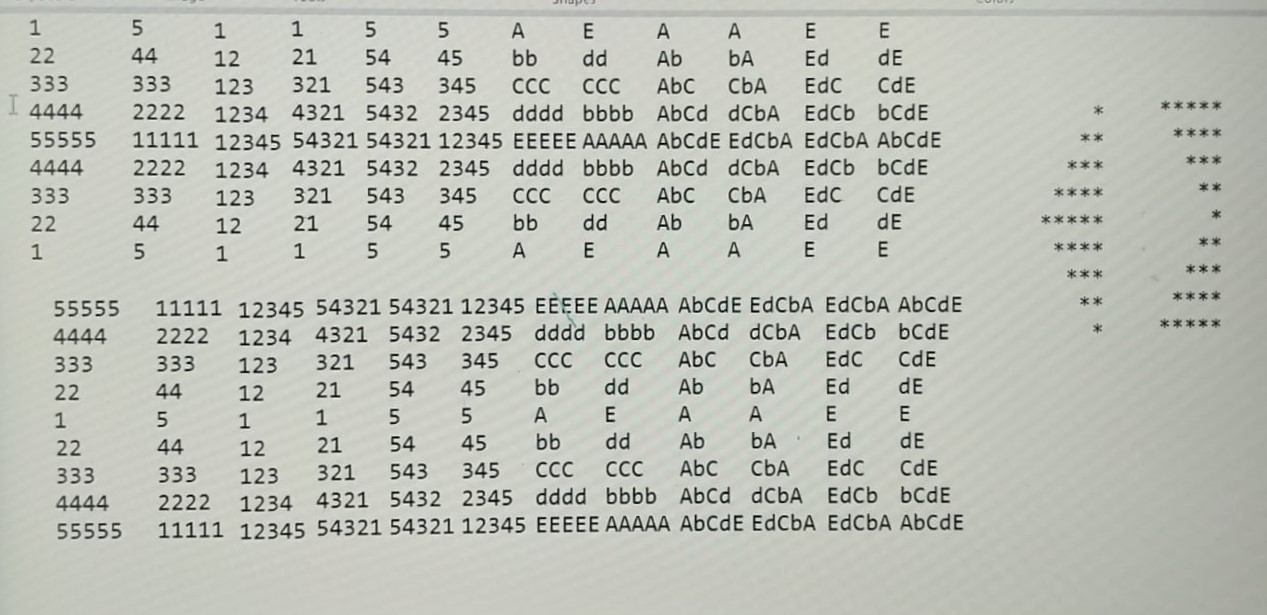 Shapes
1 5 1 1 5 5 A E A A E E
22 44 12 21 54 45 bb dd Ab bA Ed dE
333 333 123 321 543 345 CCC CCC AbC CbA EdC CdE
4444 2222 1234 4321 5432 2345 dddd bbbb AbCd dCbA EdCb bCdE * *****
55555 11111 12345 54321 54321 12345 EEEEE AAAAA AbCdE EdCbA EdCbA AbCdE ** ****
4444 2222 1234 4321 5432 2345 dddd bbbb AbCd dCbA EdCb bCdE *** ***
333 333 123 321 543 345 CCC CCC AbC CbA EdC CdE **** **
22 44 12 21 54 45 bb dd Ab bA Ed dE ***** *
1 5 1 1 5 5 A E A A E E **** **
*** ***
55555 11111 12345 54321 54321 12345 EEEEE AAAAA AbCdE EdCbA EdCbA AbCdE ** ****
4444 2222 1234 4321 5432 2345 dddd bbbb AbCd dCbA EdCb bCdE * *****
333 333 123 321 543 345 CCC CCC AbC CbA EdC CdE
22 44 12 21 54 45 bb dd Ab bA Ed dE
1 5 1 1 5 5 A E A A E E
22 44 12 21 54 45 bb dd Ab bA Ed dE
333 333 123 321 543 345 CCC CCC AbC CbA EdC CdE
4444 2222 1234 4321 5432 2345 dddd bbbb AbCd dCbA EdCb bCdE
55555 11111 12345 54321 54321 12345 EEEEE AAAAA AbCdE EdCbA EdCbA AbCdE